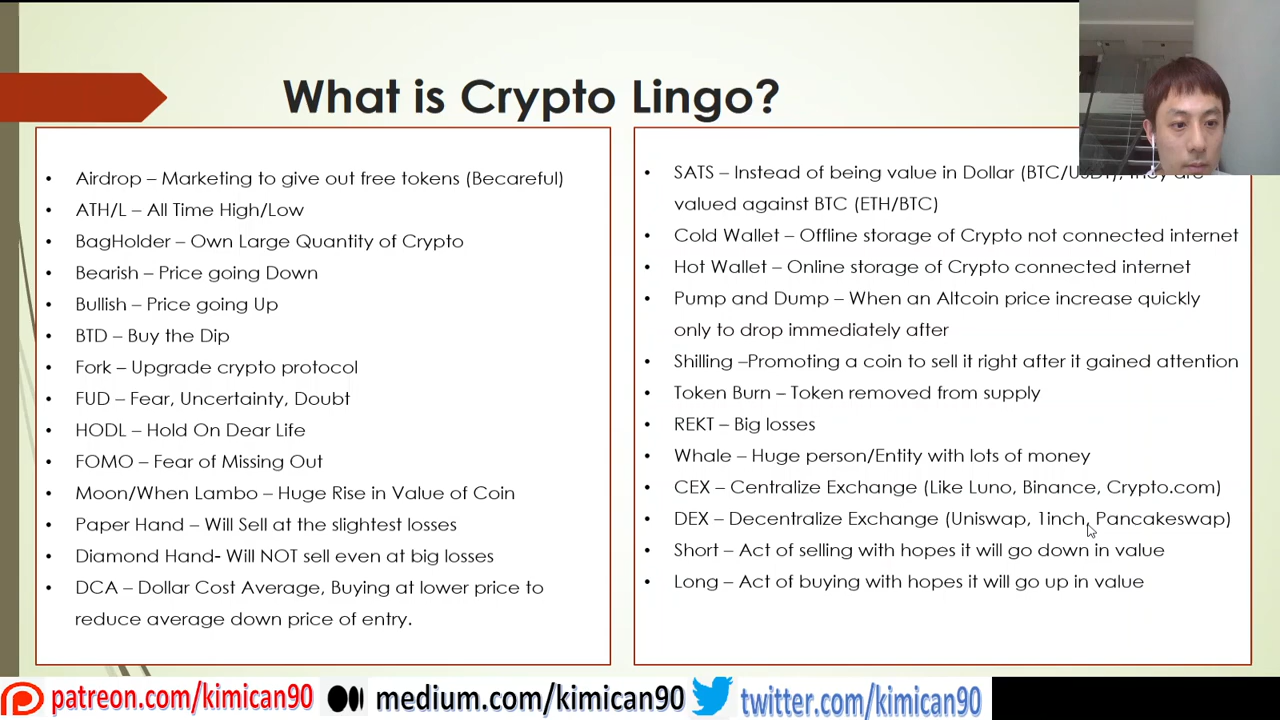 What is Crypto Lingo?
• Airdrop – Marketing to give out free tokens (Becareful)
• ATH/L – All Time High/Low
• BagHolder – Own Large Quantity of Crypto
• Bearish – Price going Down
• Bullish – Price going Up
• BTD – Buy the Dip
• Fork – Upgrade crypto protocol
• FUD – Fear, Uncertainty, Doubt
• HODL – Hold On Dear Life
• FOMO – Fear of Missing Out
• Moon/When Lambo – Huge Rise in Value of Coin
• Paper Hand – Will Sell at the slightest losses
• Diamond Hand- Will NOT sell even at big losses
• DCA – Dollar Cost Average, Buying at lower price to
reduce average down price of entry.
• SATS – Instead of being value in Dollar (BTC/USDT), they are
valued against BTC (ETH/BTC)
• Cold Wallet – Offline storage of Crypto not connected internet
• Hot Wallet – Online storage of Crypto connected internet
• Pump and Dump – When an Altcoin price increase quickly
only to drop immediately after
• Shilling –Promoting a coin to sell it right after it gained attention
• Token Burn – Token removed from supply
• REKT – Big losses
• Whale – Huge person/Entity with lots of money
• CEX – Centralize Exchange (Like Luno, Binance, Crypto.com)
• DEX – Decentralize Exchange (Uniswap, 1inch, Pancakeswap)
• Short – Act of selling with hopes it will go down in value
• Long – Act of buying with hopes it will go up in value
patreon.com/kimican90 medium.com/kimican90 twitter.com/kimican90